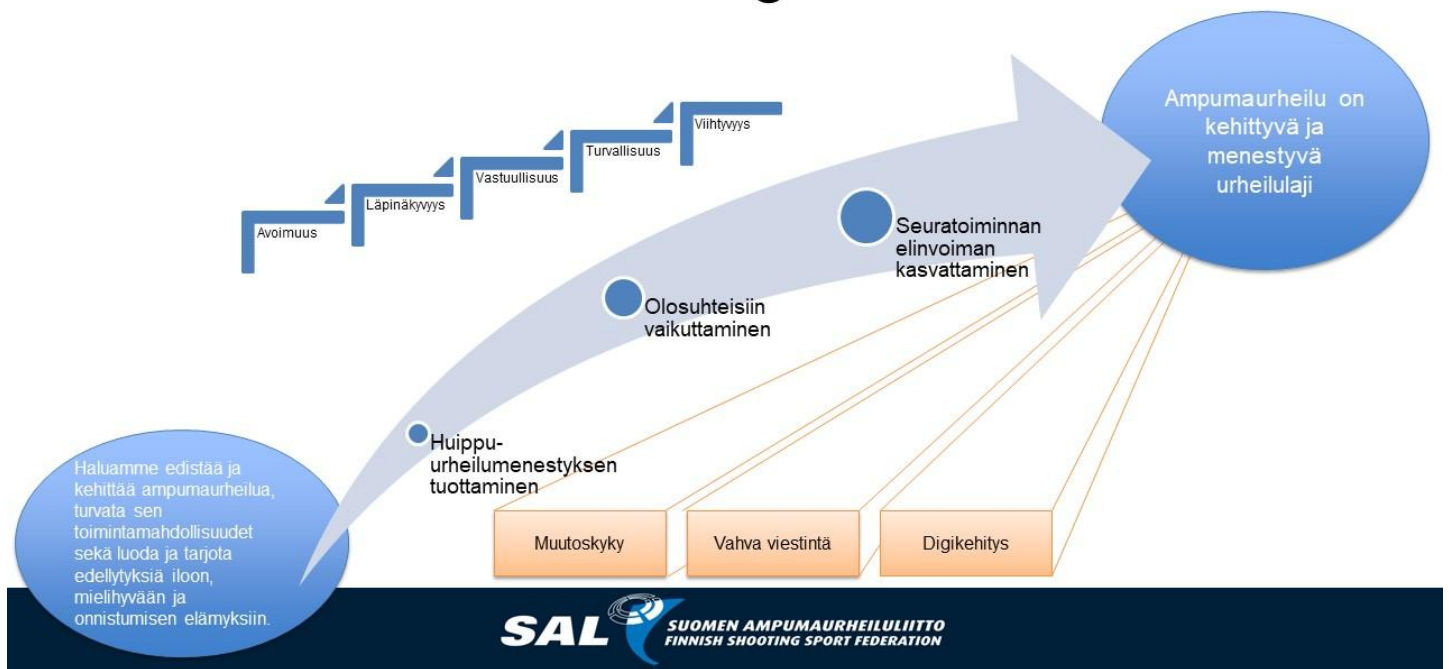 Viihtyvyys
Turvallisuus
Vastuullisuus
Läpinäkyvyys
Avoimuus
Ampumaurheilu on
kehittyvä ja
menestyvä
urheilulaji
Seuratoiminnan
elinvoiman
kasvattaminen
Olosuhteisiin
vaikuttaminen
Huippu-
urheilumenestyksen
tuottaminen
Haluamme edistää ja
kehittää ampumaurheilua,
turvata sen
toimintamahdollisuudet
sekä luoda ja tarjota
edellytyksiä iloon,
mielihyvään ja
onnistumisen elämyksiin.
Muutoskyky
Vahva viestintä
Digikehitys
SAL
SUOMEN AMPUMAURHEILULIITTO
FINNISH SHOOTING SPORT FEDERATION